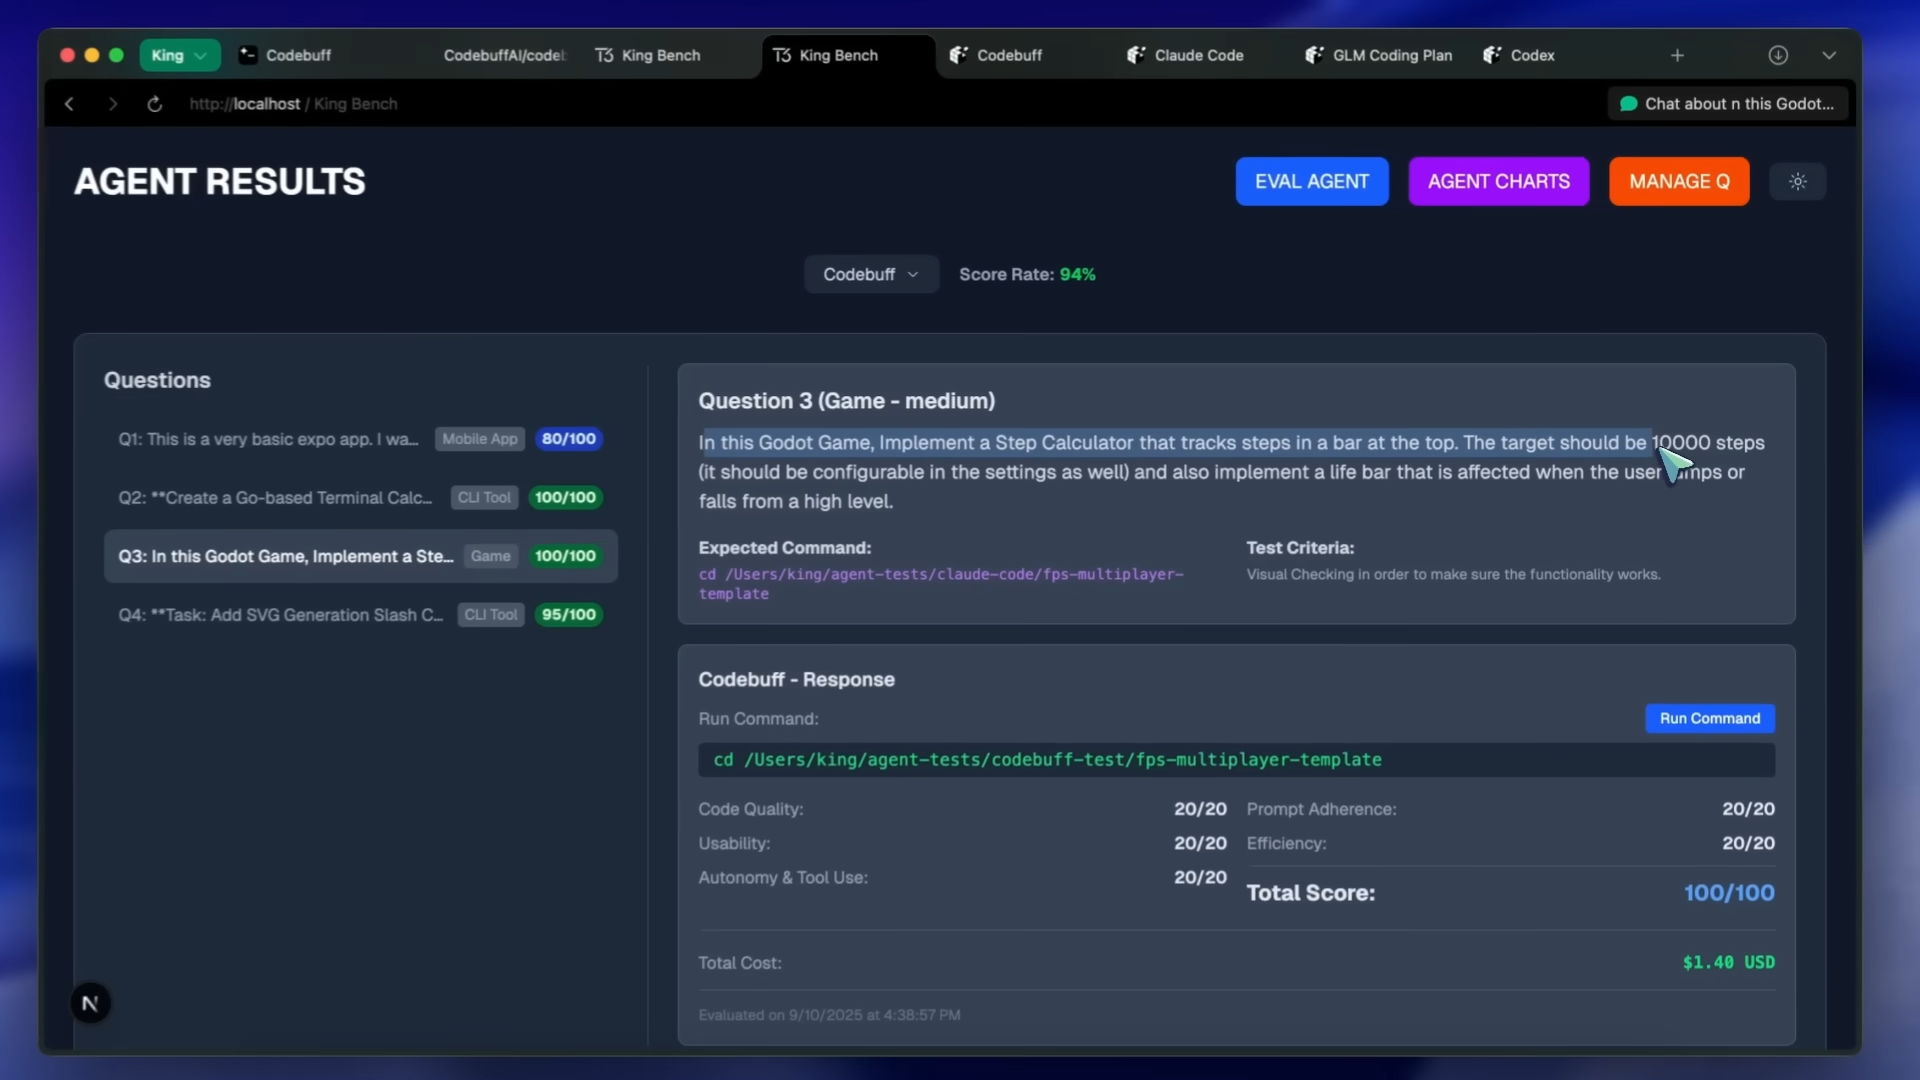 King
Codebuff
CodebuffAI/codeb
King Bench
King Bench
Codebuff
Claude Code
GLM Coding Plan
Codex
http://localhost / King Bench
Chat about n this Godot...
AGENT RESULTS
EVAL AGENT
AGENT CHARTS
MANAGE Q
Codebuff
Score Rate: 94%
Questions
Q1: This is a very basic expo app. I wa... Mobile App 80/100
Q2: **Create a Go-based Terminal Calc... CLI Tool 100/100
Q3: In this Godot Game, Implement a Ste... Game 100/100
Q4: **Task: Add SVG Generation Slash C... CLI Tool 95/100
Question 3 (Game - medium)
In this Godot Game, Implement a Step Calculator that tracks steps in a bar at the top. The target should be 10000 steps
(it should be configurable in the settings as well) and also implement a life bar that is affected when the user jumps or
falls from a high level.
Expected Command:
cd /Users/king/agent-tests/claude-code/fps-multiplayer-
template
Test Criteria:
Visual Checking in order to make sure the functionality works.
Codebuff - Response
Run Command:
Run Command
cd /Users/king/agent-tests/codebuff-test/fps-multiplayer-template
Code Quality: 20/20
Prompt Adherence: 20/20
Usability: 20/20
Efficiency: 20/20
Autonomy & Tool Use: 20/20
Total Score: 100/100
Total Cost: $1.40 USD
Evaluated on 9/10/2025 at 4:38:57 PM
N